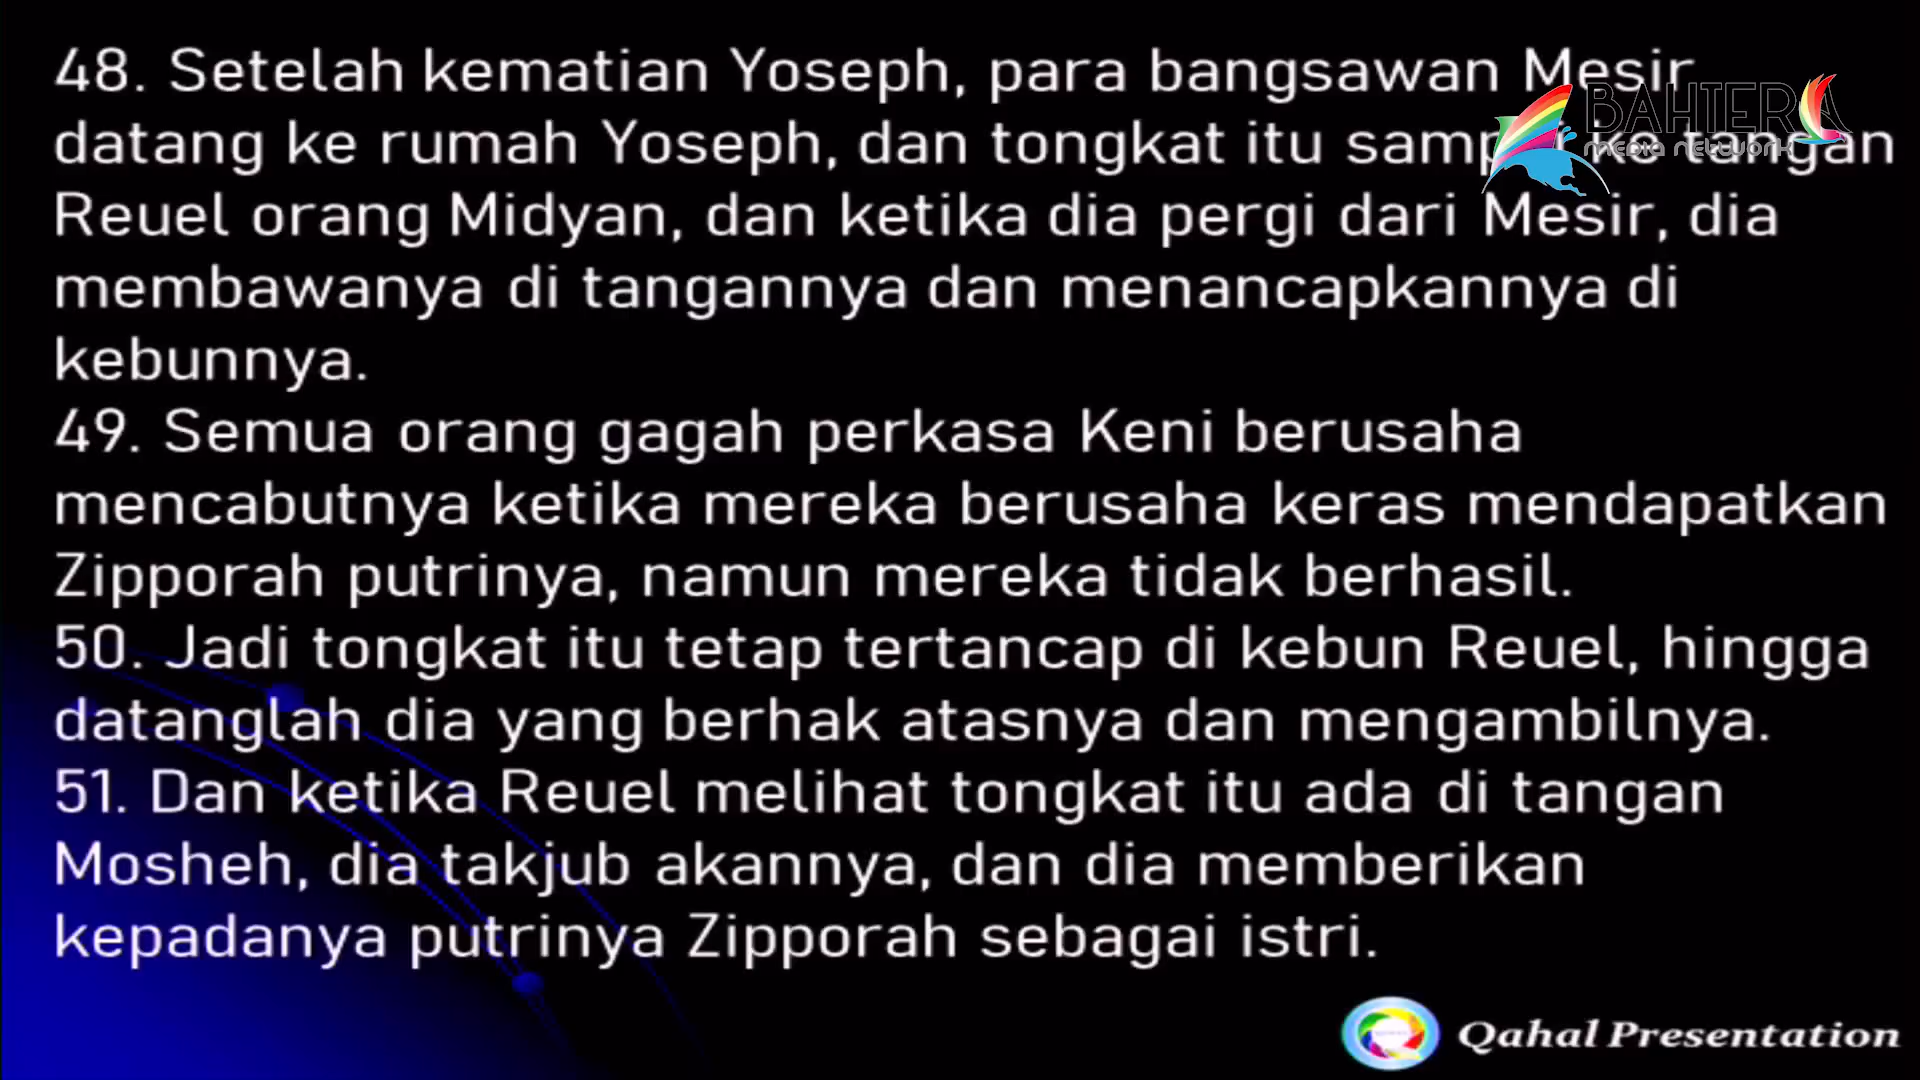 48. Setelah kematian Yoseph, para bangsawan Mesir
BAHTERA
datang ke rumah Yoseph, dan tongkat itu sampai ke tangan
MEDIA NETWORK
Reuel orang Midyan, dan ketika dia pergi dari Mesir, dia
membawanya di tangannya dan menancapkannya di
kebunnya.
49. Semua orang gagah perkasa Keni berusaha
mencabutnya ketika mereka berusaha keras mendapatkan
Zipporah putrinya, namun mereka tidak berhasil.
50. Jadi tongkat itu tetap tertancap di kebun Reuel, hingga
datanglah dia yang berhak atasnya dan mengambilnya.
51. Dan ketika Reuel melihat tongkat itu ada di tangan
Mosheh, dia takjub akannya, dan dia memberikan
kepadanya putrinya Zipporah sebagai istri.
Qahal Presentation